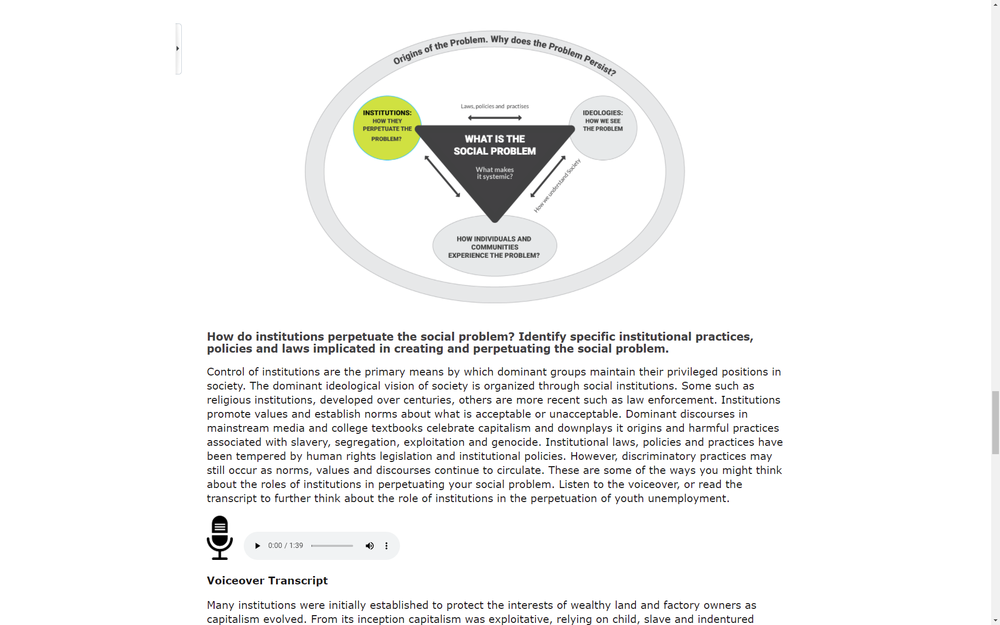 Origins of the Problem. Why does the Problem Persist?
INSTITUTIONS:
HOW THEY
PERPETUATE THE
PROBLEM?
Laws, policies and practises
IDEOLOGIES:
HOW WE SEE
THE PROBLEM
WHAT IS THE
SOCIAL PROBLEM
What makes
it systemic?
How we understand Society
HOW INDIVIDUALS AND
COMMUNITIES
EXPERIENCE THE PROBLEM?
How do institutions perpetuate the social problem? Identify specific institutional practices,
policies and laws implicated in creating and perpetuating the social problem.
Control of institutions are the primary means by which dominant groups maintain their privileged positions in
society. The dominant ideological vision of society is organized through social institutions. Some such as
religious institutions, developed over centuries, others are more recent such as law enforcement. Institutions
promote values and establish norms about what is acceptable or unacceptable. Dominant discourses in
mainstream media and college textbooks celebrate capitalism and downplays it origins and harmful practices
associated with slavery, segregation, exploitation and genocide. Institutional laws, policies and practices have
been tempered by human rights legislation and institutional policies. However, discriminatory practices may
still occur as norms, values and discourses continue to circulate. These are some of the ways you might think
about the roles of institutions in perpetuating your social problem. Listen to the voiceover, or read the
transcript to further think about the role of institutions in the perpetuation of youth unemployment.
0:00 / 1:39
Voiceover Transcript
Many institutions were initially established to protect the interests of wealthy land and factory owners as
capitalism evolved. From its inception capitalism was exploitative, relying on child, slave and indentured